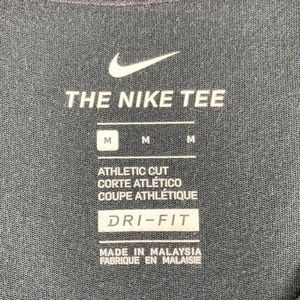 THE NIKE TEE
M M M
ATHLETIC CUT
CORTE ATLÉTICO
COUPE ATHLÉTIQUE
DRI-FIT
MADE IN MALAYSIA
FABRIQUÉ EN MALAISIE